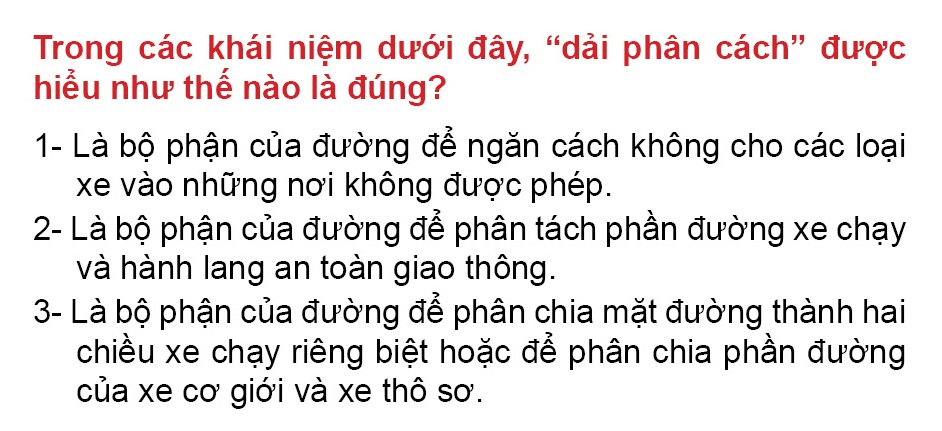 Trong các khái niệm dưới đây, “dải phân cách” được
hiểu như thế nào là đúng?
1- Là bộ phận của đường để ngăn cách không cho các loại
xe vào những nơi không được phép.
2- Là bộ phận của đường để phân tách phần đường xe chạy
và hành lang an toàn giao thông.
3- Là bộ phận của đường để phân chia mặt đường thành hai
chiều xe chạy riêng biệt hoặc để phân chia phần đường
của xe cơ giới và xe thô sơ.